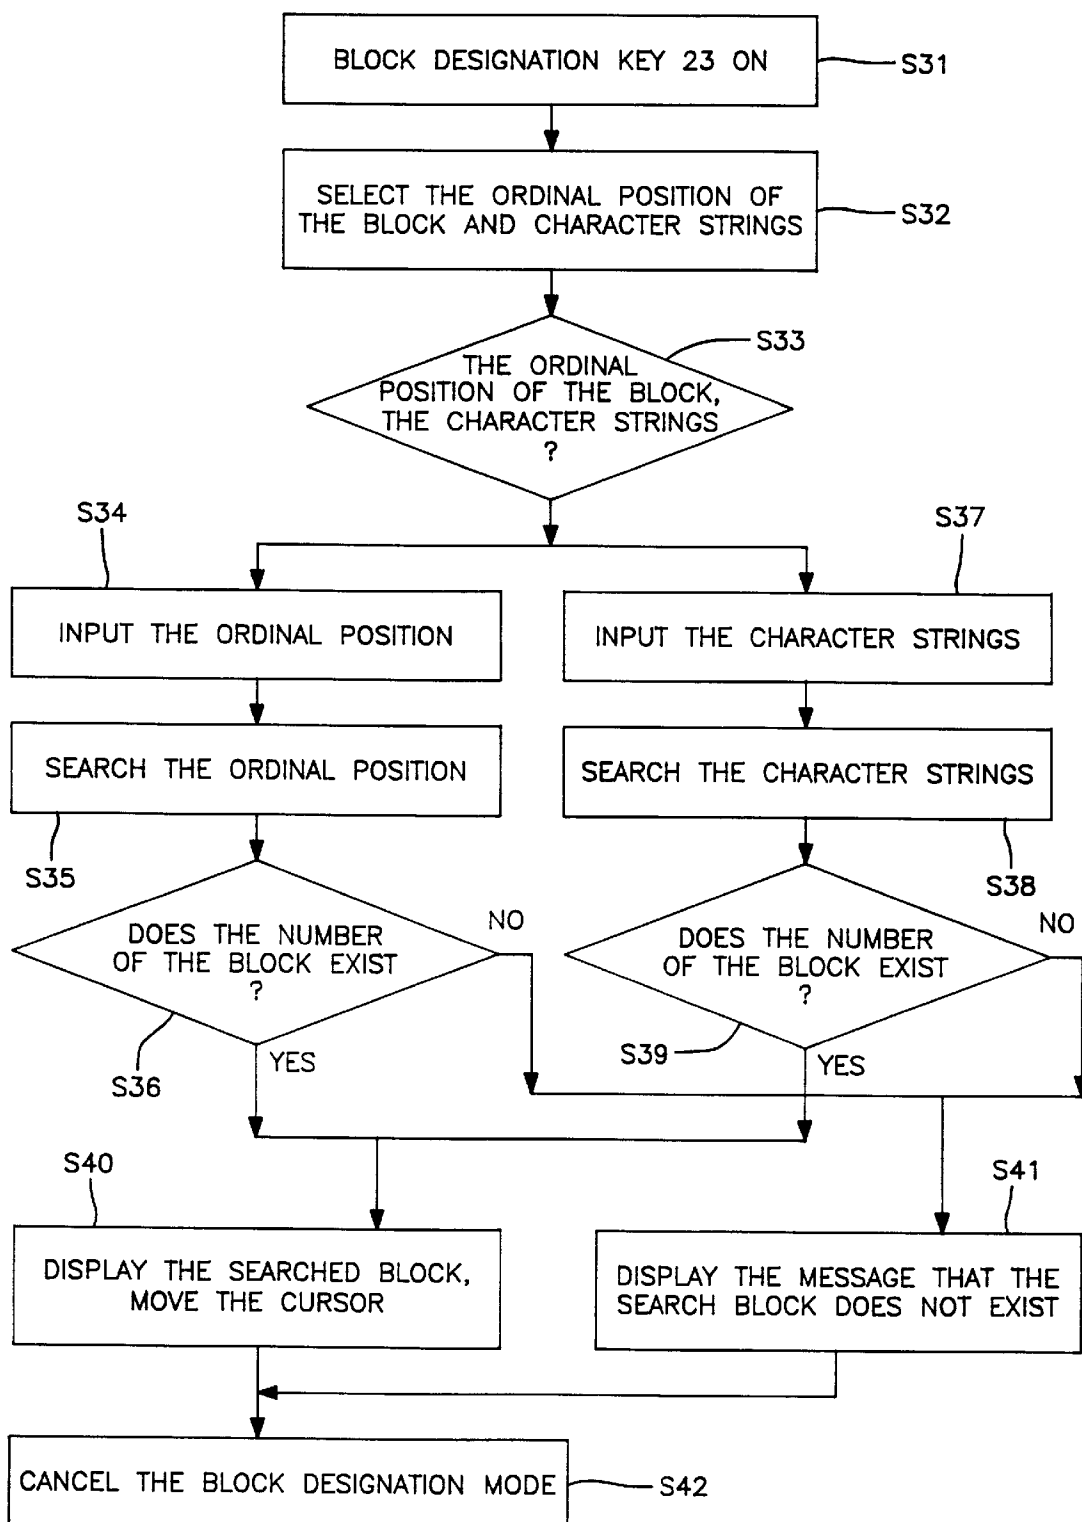 BLOCK DESIGNATION KEY 23 ON
S31
SELECT THE ORDINAL POSITION OF
THE BLOCK AND CHARACTER STRINGS
S32
S33
THE ORDINAL
POSITION OF THE BLOCK,
THE CHARACTER STRINGS
?
S34
S37
INPUT THE ORDINAL POSITION
INPUT THE CHARACTER STRINGS
SEARCH THE ORDINAL POSITION
SEARCH THE CHARACTER STRINGS
S35
S38
DOES THE NUMBER
OF THE BLOCK EXIST
?
NO
DOES THE NUMBER
OF THE BLOCK EXIST
?
NO
S36
YES
S39
YES
S40
S41
DISPLAY THE SEARCHED BLOCK,
MOVE THE CURSOR
DISPLAY THE MESSAGE THAT THE
SEARCH BLOCK DOES NOT EXIST
CANCEL THE BLOCK DESIGNATION MODE
S42